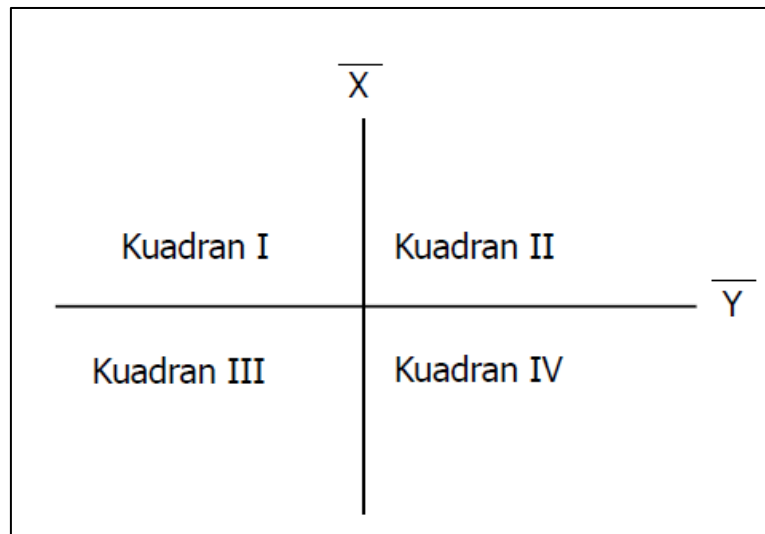 X̅
Kuadran I
Kuadran II
Y̅
Kuadran III
Kuadran IV